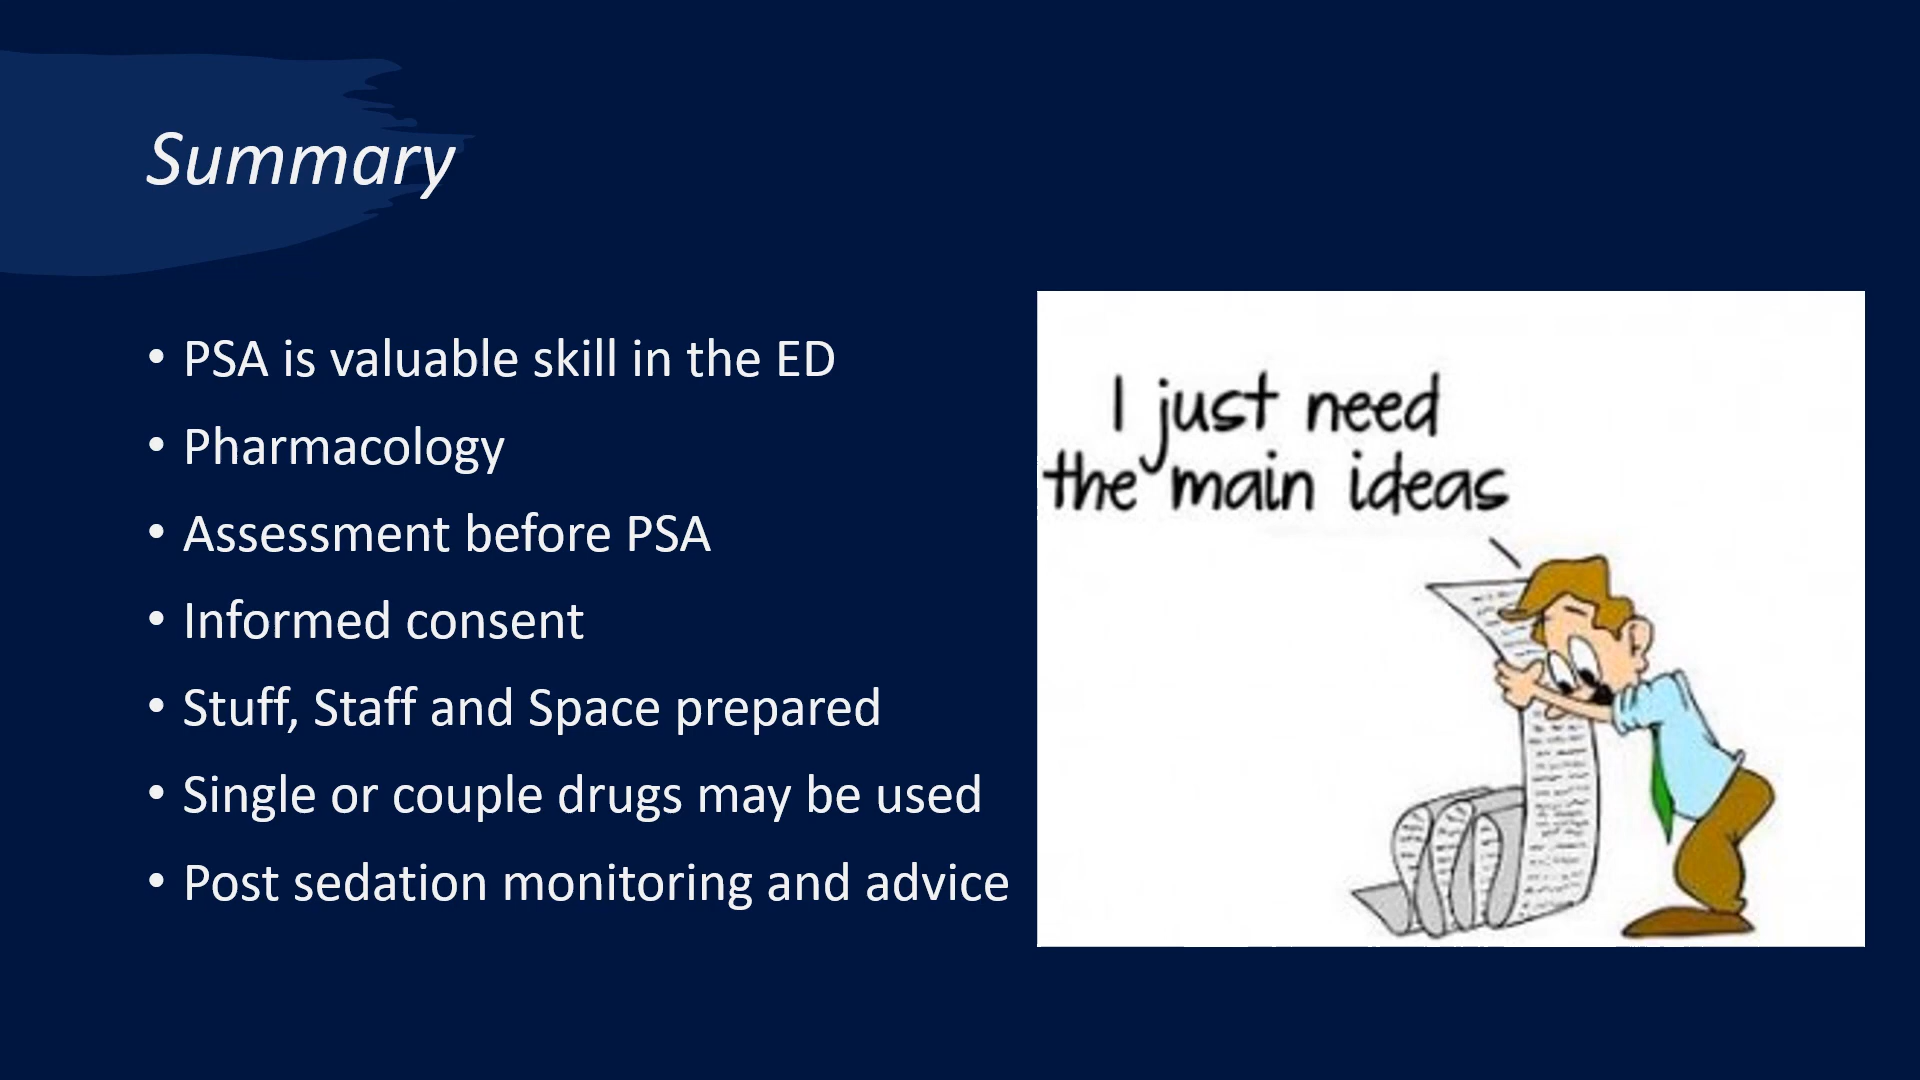 Summary
• PSA is valuable skill in the ED
• Pharmacology
• Assessment before PSA
• Informed consent
• Stuff, Staff and Space prepared
• Single or couple drugs may be used
• Post sedation monitoring and advice
I just need
the main ideas